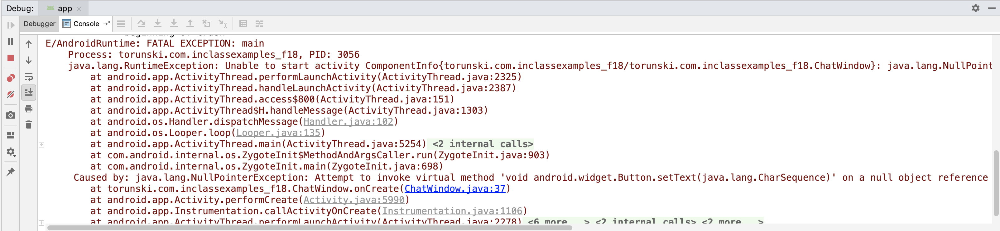 Debug: app
Debugger Console
beginning of crash
E/AndroidRuntime: FATAL EXCEPTION: main
Process: torunski.com.inclassexamples_f18, PID: 3056
java.lang.RuntimeException: Unable to start activity ComponentInfo{torunski.com.inclassexamples_f18/torunski.com.inclassexamples_f18.ChatWindow}: java.lang.NullPoint
at android.app.ActivityThread.performLaunchActivity(ActivityThread.java:2325)
at android.app.ActivityThread.handleLaunchActivity(ActivityThread.java:2387)
at android.app.ActivityThread.access$800(ActivityThread.java:151)
at android.app.ActivityThread$H.handleMessage(ActivityThread.java:1303)
at android.os.Handler.dispatchMessage(Handler.java:102)
at android.os.Looper.loop(Looper.java:135)
at android.app.ActivityThread.main(ActivityThread.java:5254) <2 internal calls>
at com.android.internal.os.ZygoteInit$MethodAndArgsCaller.run(ZygoteInit.java:903)
at com.android.internal.os.ZygoteInit.main(ZygoteInit.java:698)
Caused by: java.lang.NullPointerException: Attempt to invoke virtual method 'void android.widget.Button.setText(java.lang.CharSequence)' on a null object reference
at torunski.com.inclassexamples_f18.ChatWindow.onCreate(ChatWindow.java:37)
at android.app.Activity.performCreate(Activity.java:5990)
at android.app.Instrumentation.callActivityOnCreate(Instrumentation.java:1106)
at android.app.ActivityThread.performLaunchActivity(ActivityThread.java:2278) <6 more...> <2 internal calls> <2 more...>